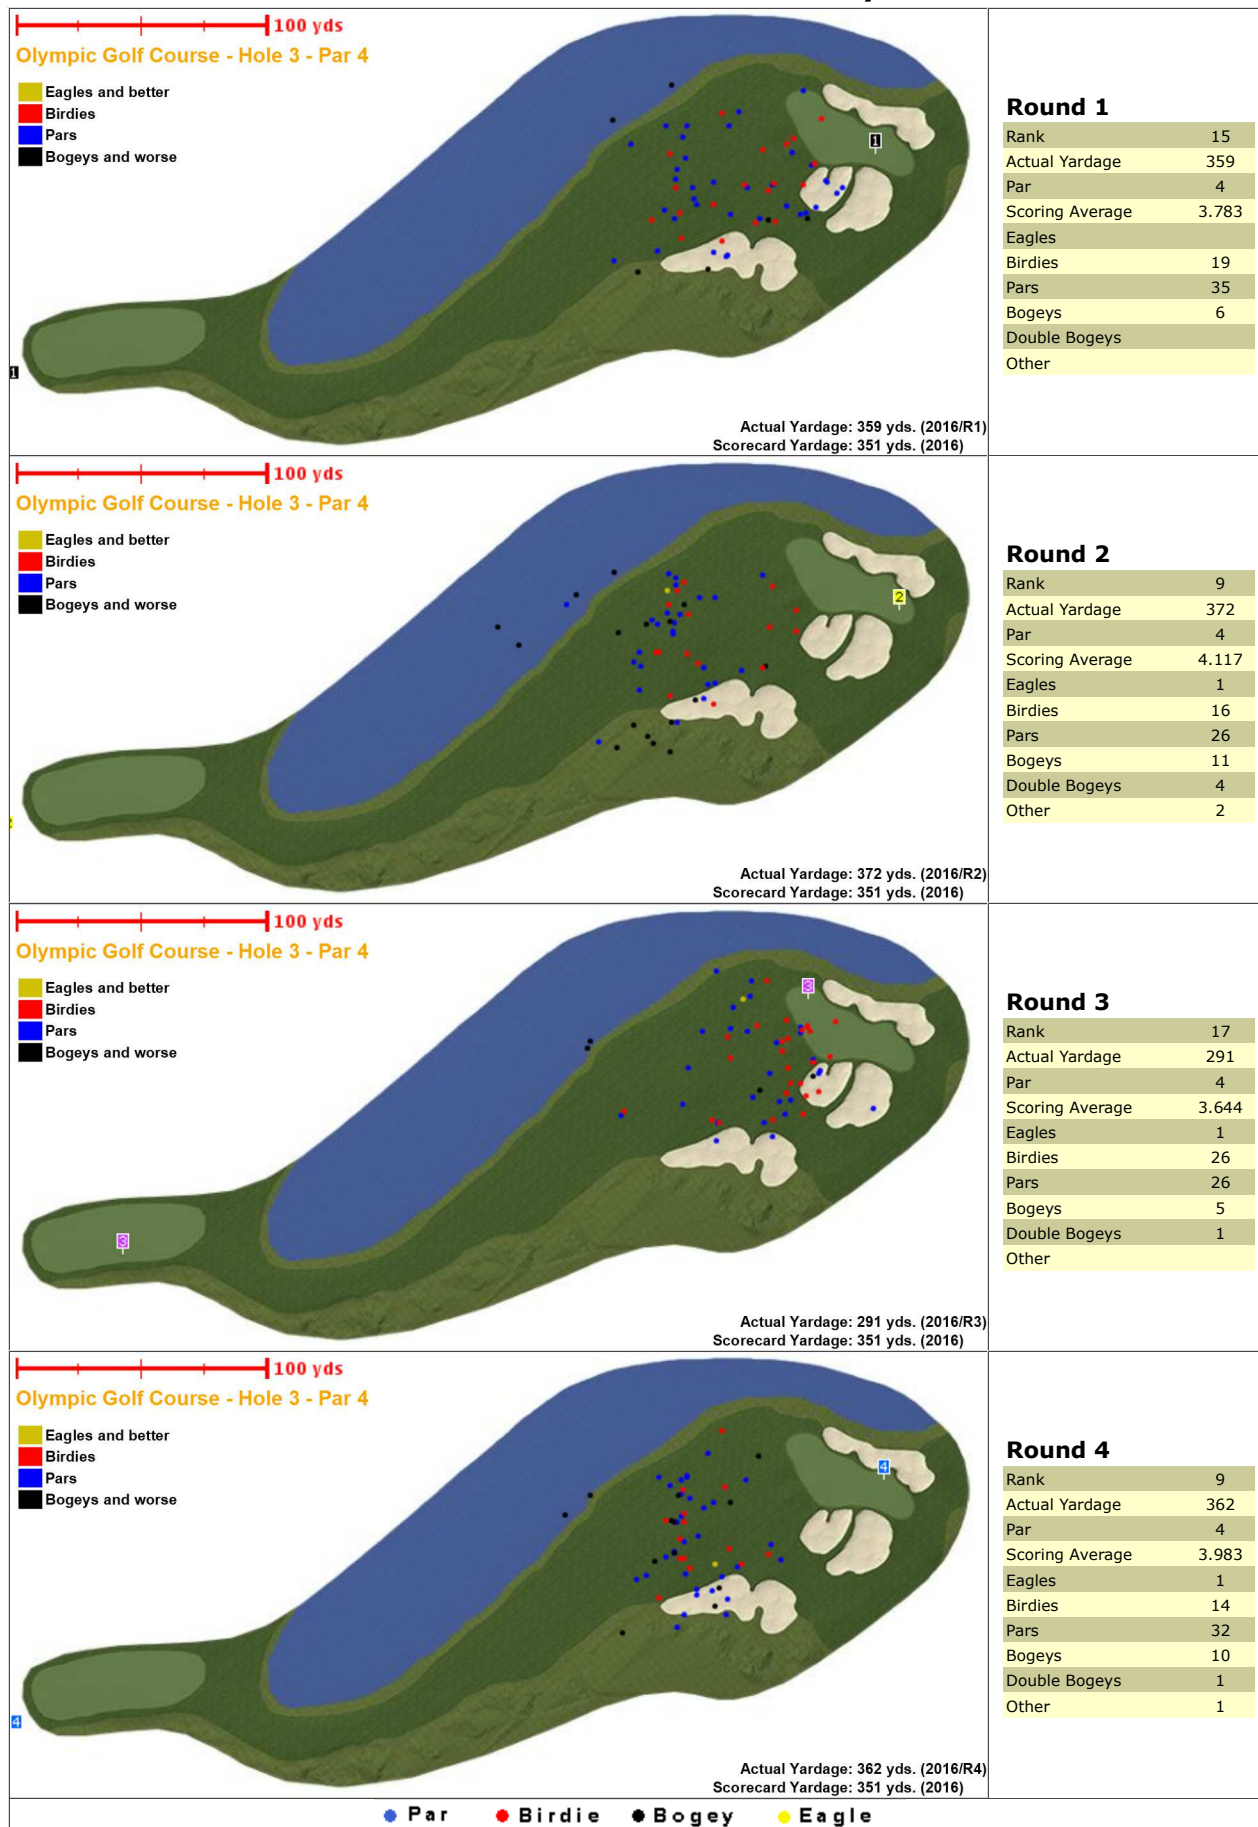 100 yds
Olympic Golf Course - Hole 3 - Par 4
Eagles and better
Birdies
Pars
Bogeys and worse
1
1
Actual Yardage: 359 yds. (2016/R1)
Scorecard Yardage: 351 yds. (2016)
Round 1
Rank 15
Actual Yardage 359
Par 4
Scoring Average 3.783
Eagles
Birdies 19
Pars 35
Bogeys 6
Double Bogeys
Other
100 yds
Olympic Golf Course - Hole 3 - Par 4
Eagles and better
Birdies
Pars
Bogeys and worse
2
Actual Yardage: 372 yds. (2016/R2)
Scorecard Yardage: 351 yds. (2016)
Round 2
Rank 9
Actual Yardage 372
Par 4
Scoring Average 4.117
Eagles 1
Birdies 16
Pars 26
Bogeys 11
Double Bogeys 4
Other 2
100 yds
Olympic Golf Course - Hole 3 - Par 4
Eagles and better
Birdies
Pars
Bogeys and worse
3
3
Actual Yardage: 291 yds. (2016/R3)
Scorecard Yardage: 351 yds. (2016)
Round 3
Rank 17
Actual Yardage 291
Par 4
Scoring Average 3.644
Eagles 1
Birdies 26
Pars 26
Bogeys 5
Double Bogeys 1
Other
100 yds
Olympic Golf Course - Hole 3 - Par 4
Eagles and better
Birdies
Pars
Bogeys and worse
4
4
Actual Yardage: 362 yds. (2016/R4)
Scorecard Yardage: 351 yds. (2016)
Round 4
Rank 9
Actual Yardage 362
Par 4
Scoring Average 3.983
Eagles 1
Birdies 14
Pars 32
Bogeys 10
Double Bogeys 1
Other 1
Par Birdie Bogey Eagle